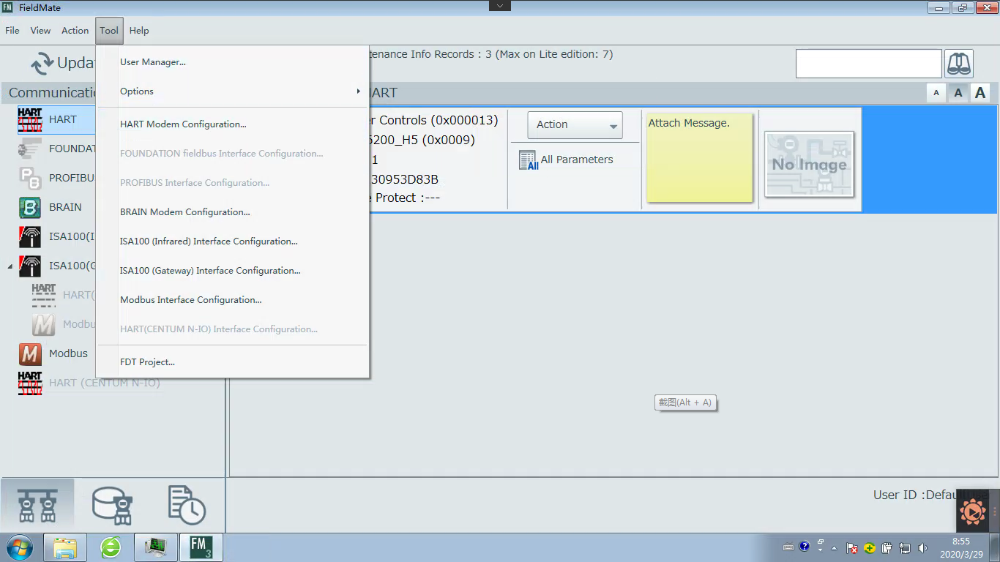 FM FieldMate
File View Action Tool Help
Upda
tenance Info Records : 3 (Max on Lite edition: 7)
User Manager...
Options
HART Modem Configuration...
FOUNDATION fieldbus Interface Configuration...
PROFIBUS Interface Configuration...
BRAIN Modem Configuration...
ISA100 (Infrared) Interface Configuration...
ISA100 (Gateway) Interface Configuration...
Modbus Interface Configuration...
HART(CENTUM N-IO) Interface Configuration...
FDT Project...
Communicatio
HART
A A A
HART HART
FOUNDAT
PB PROFIBU
B BRAIN
ISA100(I
ISA100(G
HART HART(
M Modbu
M Modbus
HART HART (CENTUM N-IO)
r Controls (0x000013)
5200_H5 (0x0009)
1
30953D83B
e Protect :---
Action
All All Parameters
Attach Message.
No Image
截图(Alt + A)
User ID :Defau
FM
3
8:55
2020/3/29